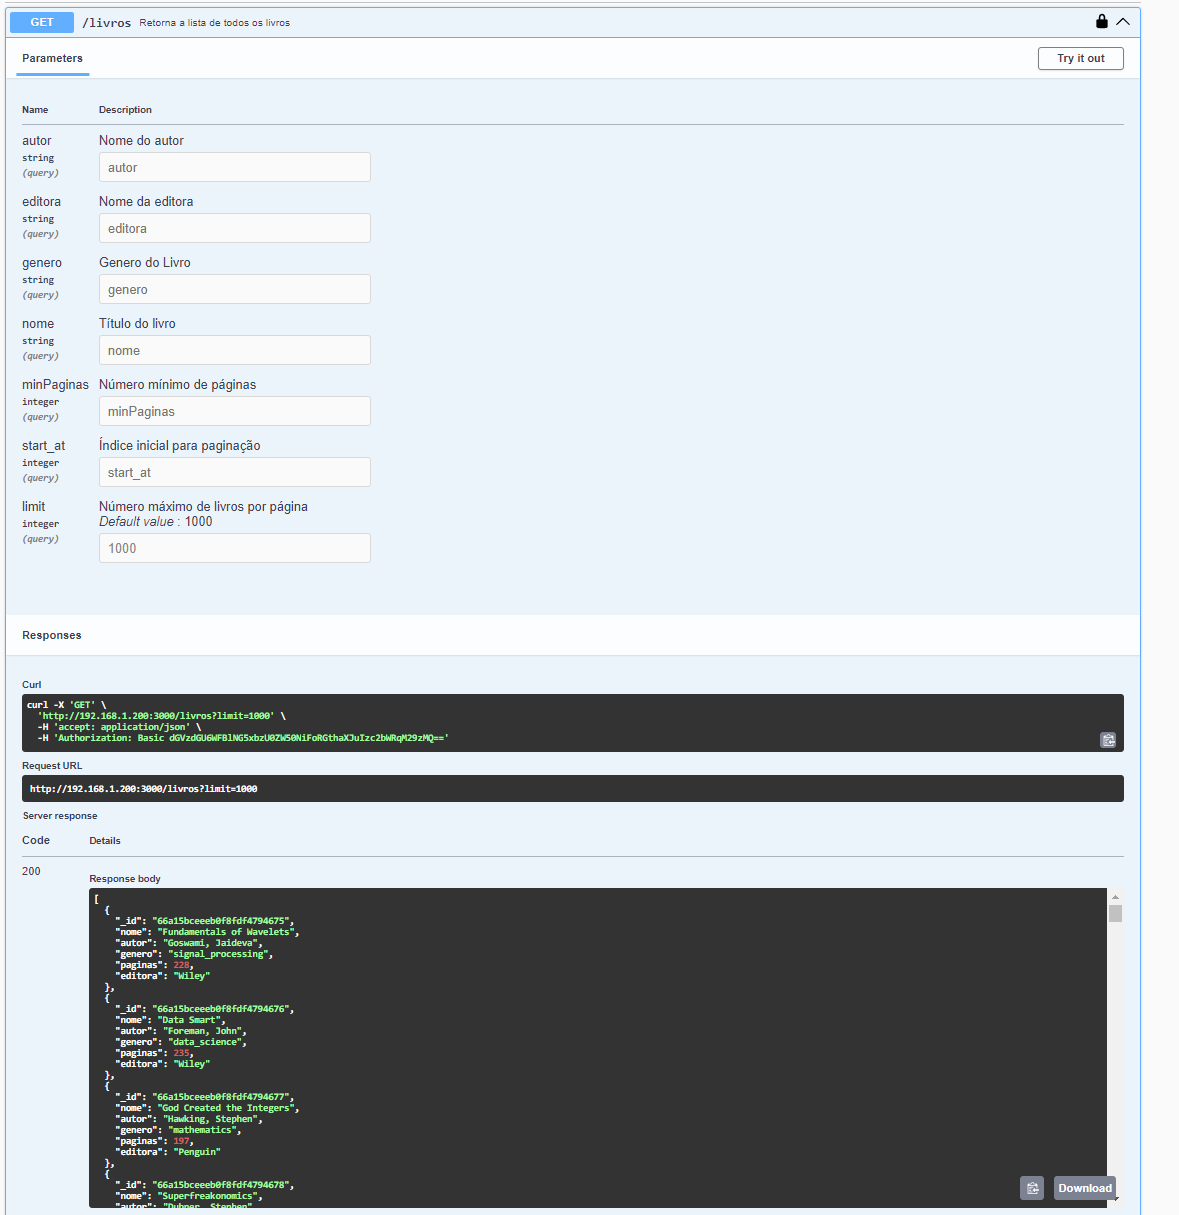 GET /livros Retorna a lista de todos os livros
Parameters
Try it out
Name Description
autor Nome do autor
string
(query)
autor
editora Nome da editora
string
(query)
editora
genero Genero do Livro
string
(query)
genero
nome Título do livro
string
(query)
nome
minPaginas Número mínimo de páginas
integer
(query)
minPaginas
start_at Índice inicial para paginação
integer
(query)
start_at
limit Número máximo de livros por página
Default value : 1000
integer
(query)
1000
Responses
Curl
curl -X 'GET' \
'http://192.168.1.200:3000/livros?limit=1000' \
-H 'accept: application/json' \
-H 'Authorization: Basic dGVzdGU6WFBlNG5xbzU0ZW50NiFoRGthaXJuIzc2bWRqM29zMQ=='
Request URL
http://192.168.1.200:3000/livros?limit=1000
Server response
Code Details
200
Response body
[
{
"_id": "66a15bceeeb0f8fdf4794675",
"nome": "Fundamentals of Wavelets",
"autor": "Goswami, Jaideva",
"genero": "signal_processing",
"paginas": 228,
"editora": "Wiley"
},
{
"_id": "66a15bceeeb0f8fdf4794676",
"nome": "Data Smart",
"autor": "Foreman, John",
"genero": "data_science",
"paginas": 235,
"editora": "Wiley"
},
{
"_id": "66a15bceeeb0f8fdf4794677",
"nome": "God Created the Integers",
"autor": "Hawking, Stephen",
"genero": "mathematics",
"paginas": 197,
"editora": "Penguin"
},
{
"_id": "66a15bceeeb0f8fdf4794678",
"nome": "Superfreakonomics",
"autor": "Dubner, Stephen"
Download